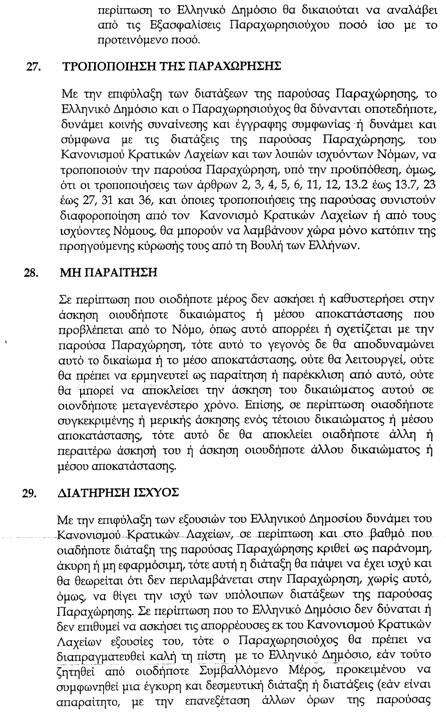 περίπτωση το Ελληνικό Δημόσιο θα δικαιούται να αναλάβει
από τις Εξασφαλίσεις Παραχωρησιούχου ποσό ίσο με το
προτεινόμενο ποσό.
27. ΤΡΟΠΟΠΟΙΗΣΗ ΤΗΣ ΠΑΡΑΧΩΡΗΣΗΣ
Με την επιφύλαξη των διατάξεων της παρούσας Παραχώρησης, το
Ελληνικό Δημόσιο και ο Παραχωρησιούχος θα δύνανται οποτεδήποτε,
δυνάμει κοινής συναίνεσης και έγγραφης συμφωνίας ή δυνάμει και
σύμφωνα με τις διατάξεις της παρούσας Παραχώρησης, του
Κανονισμού Κρατικών Λαχείων και των λοιπών ισχυόντων Νόμων, να
τροποποιούν την παρούσα Παραχώρηση, υπό την προϋπόθεση, όμως,
ότι οι τροποποιήσεις των άρθρων 2, 3, 4, 5, 6, 11, 12, 13.2 έως 13.7, 23
έως 27, 31 και 36, και όποιες τροποποιήσεις της παρούσας συνιστούν
διαφοροποίηση από τον Κανονισμό Κρατικών Λαχείων ή από τους
ισχύοντες Νόμους, θα μπορούν να λαμβάνουν χώρα μόνο κατόπιν της
προηγούμενης κύρωσής τους από τη Βουλή των Ελλήνων.
28. ΜΗ ΠΑΡΑΙΤΗΣΗ
Σε περίπτωση που οιοδήποτε μέρος δεν ασκήσει ή καθυστερήσει στην
άσκηση οιουδήποτε δικαιώματος ή μέσου αποκατάστασης που
προβλέπεται από το Νόμο, όπως αυτό απορρέει ή σχετίζεται με την
παρούσα Παραχώρηση, τότε αυτό το γεγονός δε θα αποδυναμώνει
αυτό το δικαίωμα ή το μέσο αποκατάστασης, ούτε θα λειτουργεί, ούτε
θα πρέπει να ερμηνευτεί ως παραίτηση ή παρέκκλιση από αυτό, ούτε
θα μπορεί να αποκλείσει την άσκηση του δικαιώματος αυτού σε
οιονδήποτε μεταγενέστερο χρόνο. Επίσης, σε περίπτωση οιασδήποτε
συγκεκριμένης ή μερικής άσκησης ενός τέτοιου δικαιώματος ή μέσου
αποκατάστασης, τότε αυτό δε θα αποκλείει οιαδήποτε άλλη ή
περαιτέρω άσκησή του ή άσκηση οιουδήποτε άλλου δικαιώματος ή
μέσου αποκατάστασης.
29. ΔΙΑΤΗΡΗΣΗ ΙΣΧΥΟΣ
Με την επιφύλαξη των εξουσιών του Ελληνικού Δημοσίου δυνάμει του
Κανονισμού Κρατικών Λαχείων, σε περίπτωση και στο βαθμό που
οιαδήποτε διάταξη της παρούσας Παραχώρησης κριθεί ως παράνομη,
άκυρη ή μη εφαρμόσιμη, τότε αυτή η διάταξη θα πάψει να έχει ισχύ και
θα θεωρείται ότι δεν περιλαμβάνεται στην Παραχώρηση, χωρίς αυτό,
όμως, να θίγει την ισχύ των υπόλοιπων διατάξεων της παρούσας
Παραχώρησης. Σε περίπτωση που το Ελληνικό Δημόσιο δεν δύναται ή
δεν επιθυμεί να ασκήσει τις απορρέουσες εκ του Κανονισμού Κρατικών
Λαχείων εξουσίες του, τότε ο Παραχωρησιούχος θα πρέπει να
διαπραγματευθεί καλή τη πίστη με το Ελληνικό Δημόσιο, εάν τούτο
ζητηθεί από οιοδήποτε Συμβαλλόμενο Μέρος, προκειμένου να
συμφωνηθεί μια έγκυρη και δεσμευτική διάταξη ή διατάξεις (εάν είναι
απαραίτητο, με την επανεξέταση άλλων όρων της παρούσας